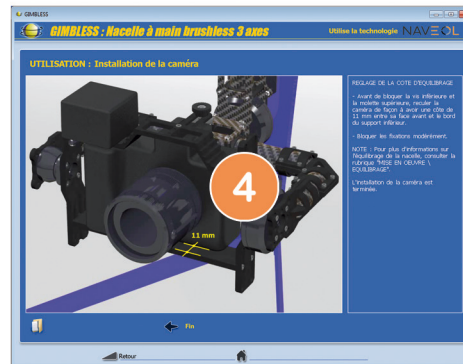 GIMBLESS
GIMBLESS : Nacelle à main brushless 3 axes
Utilise la technologie NAVEOL
UTILISATION : Installation de la caméra
REGLAGE DE LA COTE D'EQUILIBRAGE
- Avant de bloquer la vis inférieure et
la molette supérieure, reculer la
caméra de façon à avoir une côte de
11 mm entre sa face avant et le bord
du support inférieur.
- Bloquer les fixations modérément.
NOTE : Pour plus d'informations sur
l'équilibrage de la nacelle, consulter la
rubrique "MISE EN OEUVRE \
EQUILIBRAGE".
L'installation de la caméra est
terminée.
4
11 mm
Fin
Retour